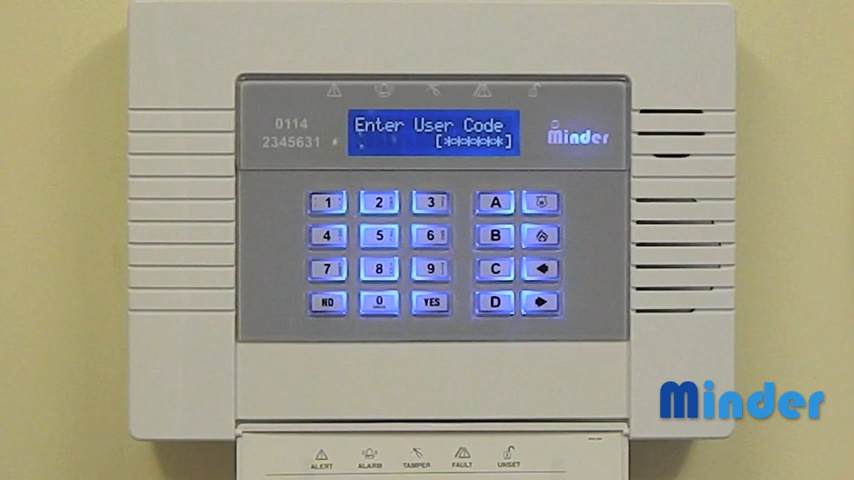 0114
2345631
Enter User Code
[******]
minder
1 2 3 A
4 5 6 B
7 8 9 C
NO 0 YES D
Minder
ALERT ALARM TAMPER FAULT UNSET